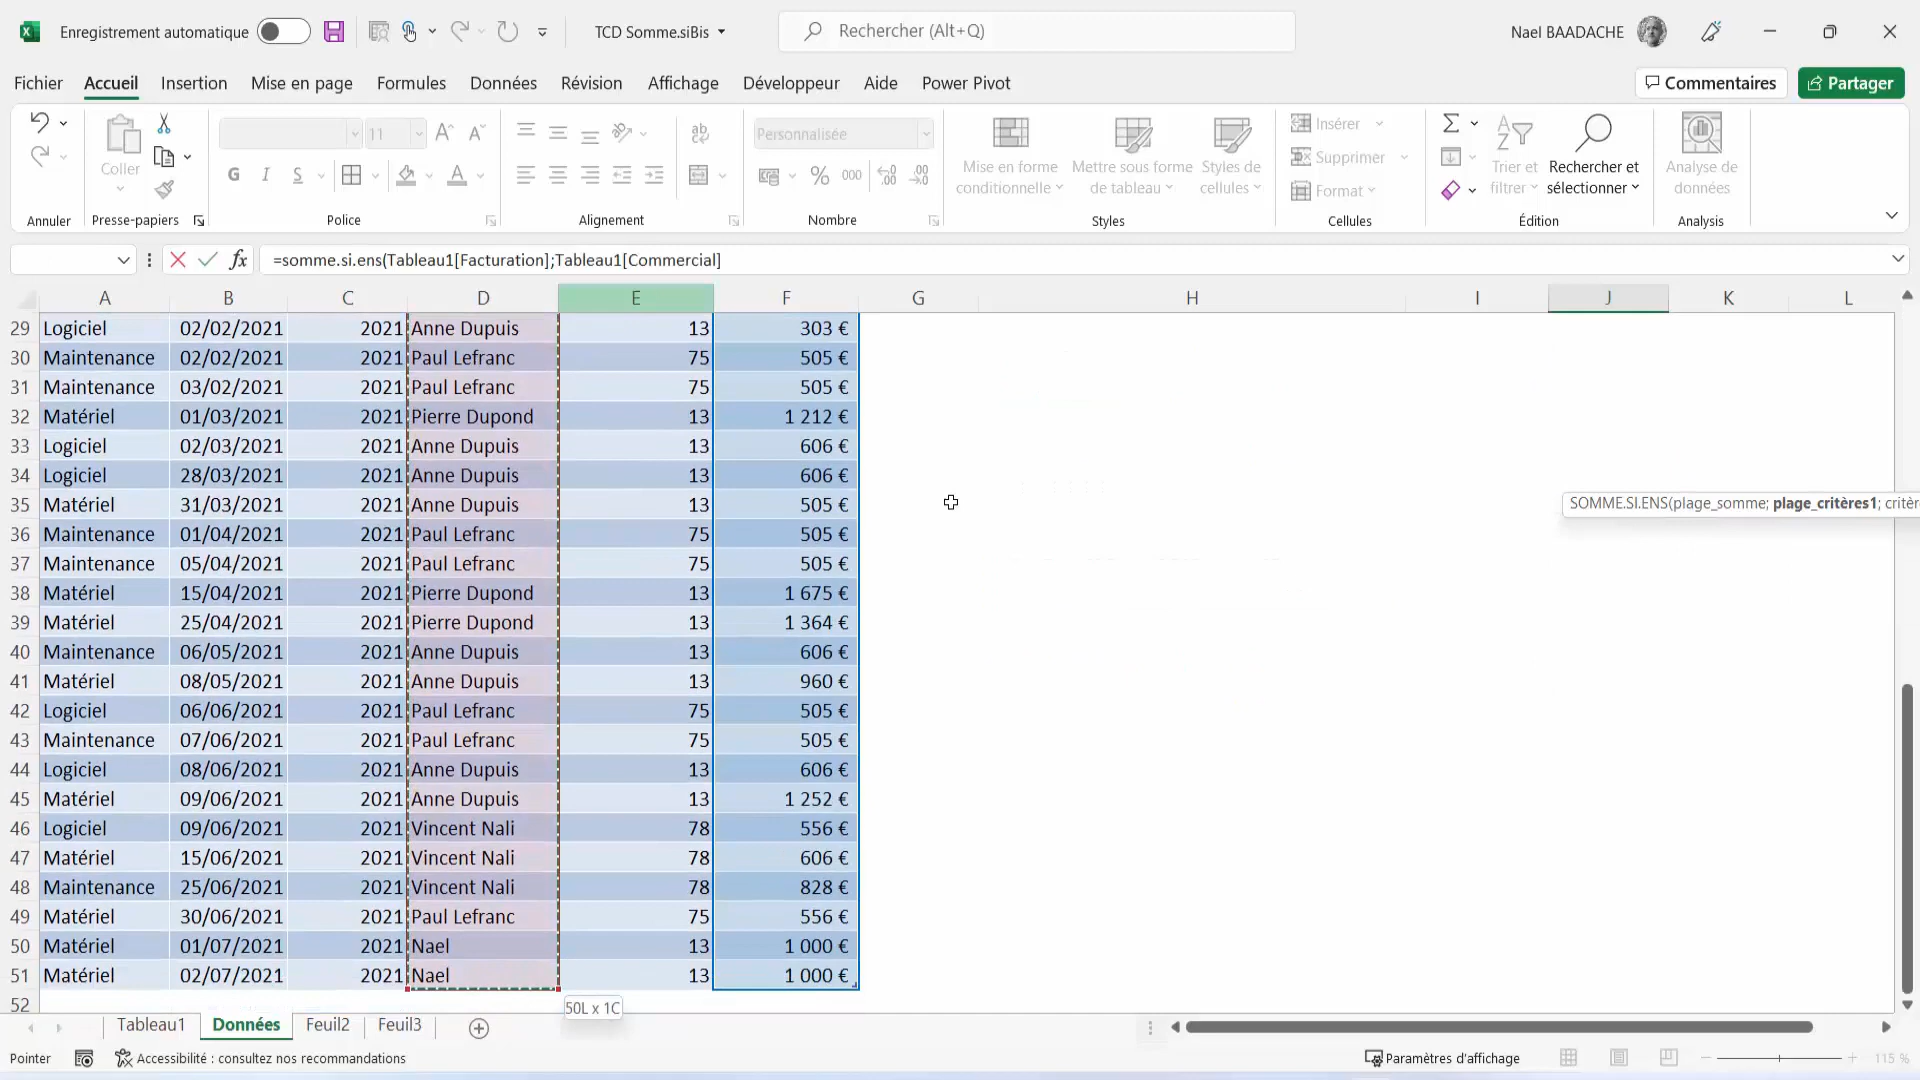 Enregistrement automatique
TCD Somme.siBis
Rechercher (Alt+Q)
Nael BAADACHE
Fichier Accueil Insertion Mise en page Formules Données Révision Affichage Développeur Aide Power Pivot
Commentaires Partager
Coller
11
G I S
ab
Personnalisée
% 000
Mise en forme conditionnelle
Mettre sous forme de tableau
Styles de cellules
Insérer
Supprimer
Format
Trier et filtrer
Rechercher et sélectionner
Analyse de données
Annuler Presse-papiers Police Alignement Nombre Styles Cellules Édition Analysis
fx =somme.si.ens(Tableau1[Facturation];Tableau1[Commercial]
A B C D E F G H I J K L
29 Logiciel 02/02/2021 2021 Anne Dupuis 13 303 €
30 Maintenance 02/02/2021 2021 Paul Lefranc 75 505 €
31 Maintenance 03/02/2021 2021 Paul Lefranc 75 505 €
32 Matériel 01/03/2021 2021 Pierre Dupond 13 1 212 €
33 Logiciel 02/03/2021 2021 Anne Dupuis 13 606 €
34 Logiciel 28/03/2021 2021 Anne Dupuis 13 606 €
35 Matériel 31/03/2021 2021 Anne Dupuis 13 505 €
SOMME.SI.ENS(plage_somme; plage_critères1; critèr
36 Maintenance 01/04/2021 2021 Paul Lefranc 75 505 €
37 Maintenance 05/04/2021 2021 Paul Lefranc 75 505 €
38 Matériel 15/04/2021 2021 Pierre Dupond 13 1 675 €
39 Matériel 25/04/2021 2021 Pierre Dupond 13 1 364 €
40 Maintenance 06/05/2021 2021 Anne Dupuis 13 606 €
41 Matériel 08/05/2021 2021 Anne Dupuis 13 960 €
42 Logiciel 06/06/2021 2021 Paul Lefranc 75 505 €
43 Maintenance 07/06/2021 2021 Paul Lefranc 75 505 €
44 Logiciel 08/06/2021 2021 Anne Dupuis 13 606 €
45 Matériel 09/06/2021 2021 Anne Dupuis 13 1 252 €
46 Logiciel 09/06/2021 2021 Vincent Nali 78 556 €
47 Matériel 15/06/2021 2021 Vincent Nali 78 606 €
48 Maintenance 25/06/2021 2021 Vincent Nali 78 828 €
49 Matériel 30/06/2021 2021 Paul Lefranc 75 556 €
50 Matériel 01/07/2021 2021 Nael 13 1 000 €
51 Matériel 02/07/2021 2021 Nael 13 1 000 €
52
50L x 1C
Tableau1 Données Feuil2 Feuil3
Pointer Accessibilité : consultez nos recommandations Paramètres d'affichage 115 %